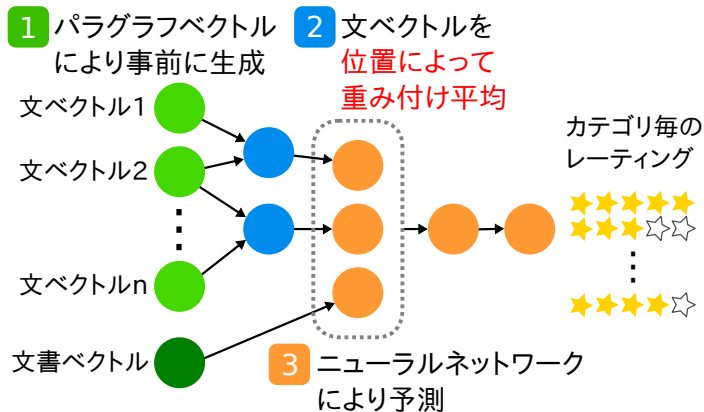 1 パラグラフベクトル
により事前に生成
2 文ベクトルを
位置によって
重み付け平均
文ベクトル1
文ベクトル2
文ベクトルn
文書ベクトル
カテゴリ毎の
レーティング
3 ニューラルネットワーク
により予測